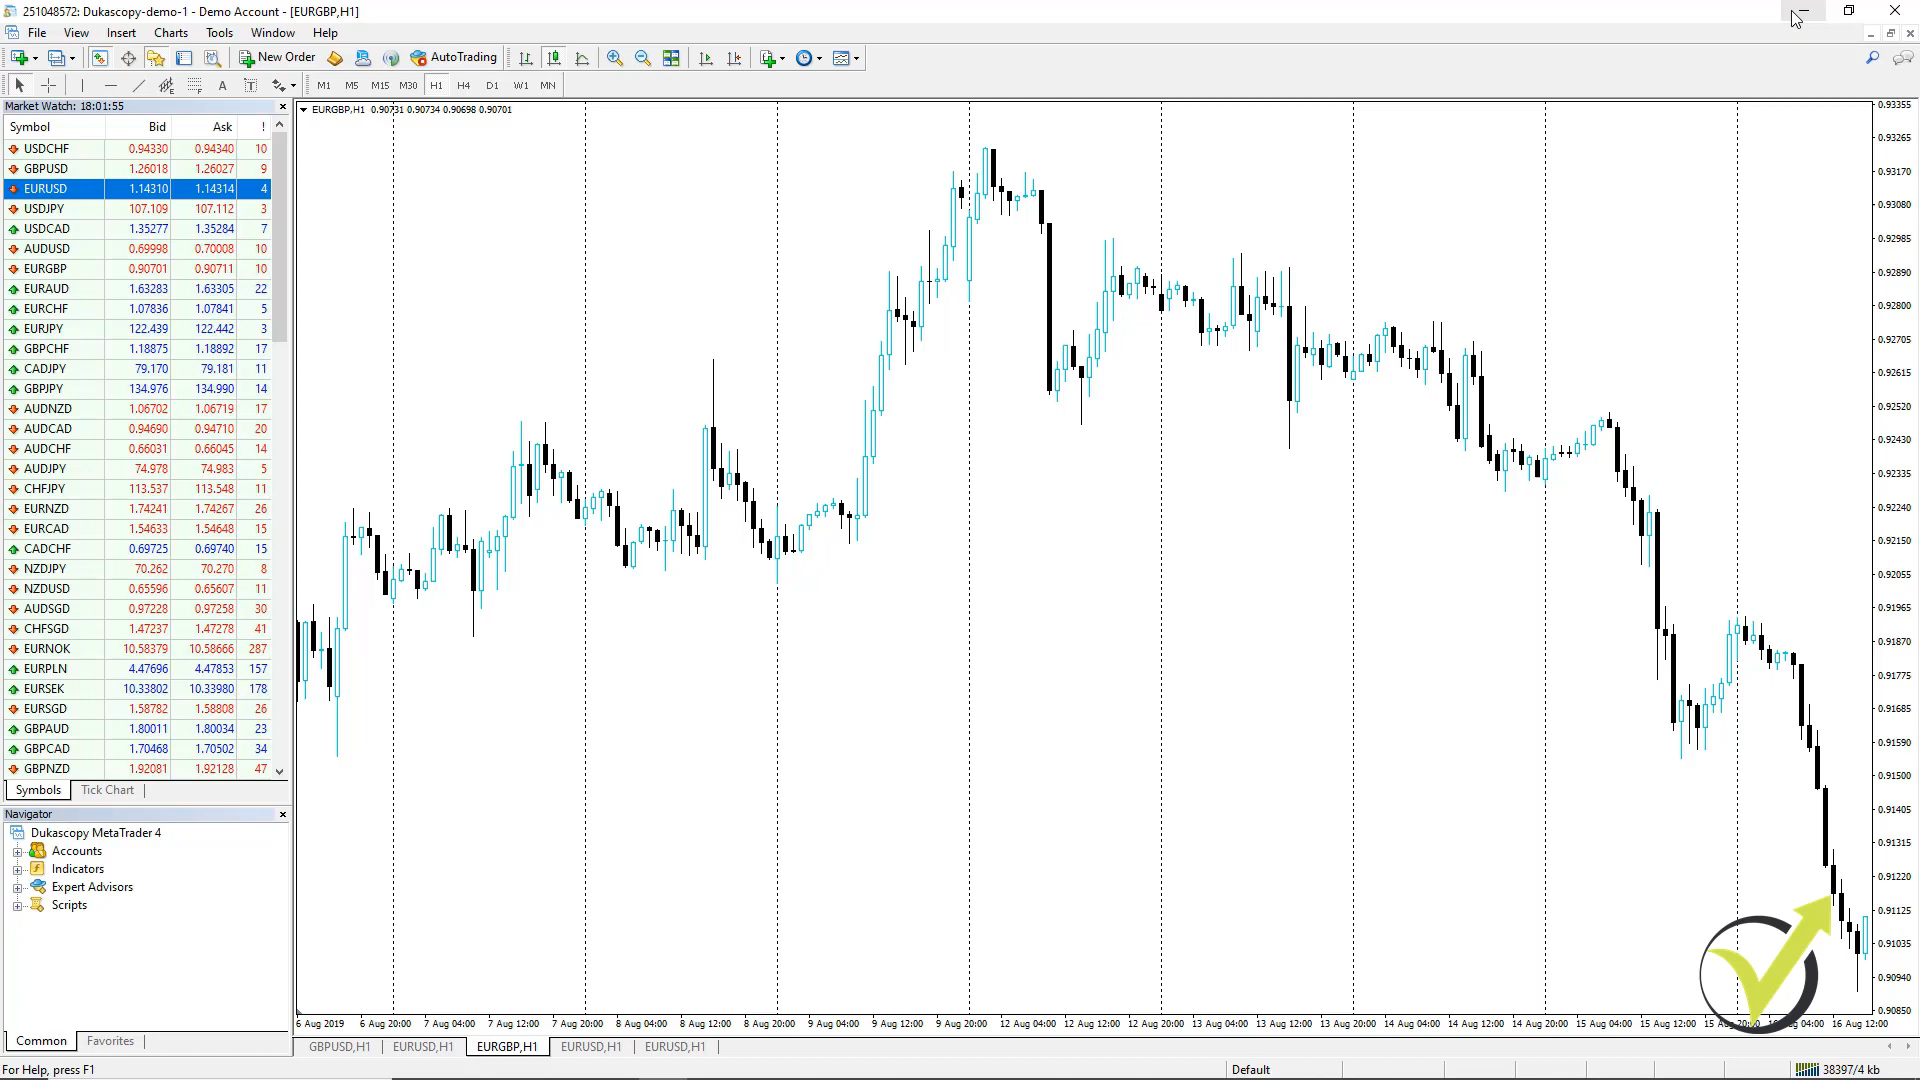 251048572: Dukascopy-demo-1 - Demo Account - [EURGBP,H1]
File View Insert Charts Tools Window Help
New Order AutoTrading
A T M1 M5 M15 M30 H1 H4 D1 W1 MN
Market Watch: 18:01:55
Symbol Bid Ask !
USDCHF 0.94330 0.94340 10
GBPUSD 1.26018 1.26027 9
EURUSD 1.14310 1.14314 4
USDJPY 107.109 107.112 3
USDCAD 1.35277 1.35284 7
AUDUSD 0.69998 0.70008 10
EURGBP 0.90701 0.90711 10
EURAUD 1.63283 1.63305 22
EURCHF 1.07836 1.07841 5
EURJPY 122.439 122.442 3
GBPCHF 1.18875 1.18892 17
CADJPY 79.170 79.181 11
GBPJPY 134.976 134.990 14
AUDNZD 1.06702 1.06719 17
AUDCAD 0.94690 0.94710 20
AUDCHF 0.66031 0.66045 14
AUDJPY 74.978 74.983 5
CHFJPY 113.537 113.548 11
EURNZD 1.74241 1.74267 26
EURCAD 1.54633 1.54648 15
CADCHF 0.69725 0.69740 15
NZDJPY 70.262 70.270 8
NZDUSD 0.65596 0.65607 11
AUDSGD 0.97228 0.97258 30
CHFSGD 1.47237 1.47278 41
EURNOK 10.58379 10.58666 287
EURPLN 4.47696 4.47853 157
EURSEK 10.33802 10.33980 178
EURSGD 1.58782 1.58808 26
GBPAUD 1.80011 1.80034 23
GBPCAD 1.70468 1.70502 34
GBPNZD 1.92081 1.92128 47
Symbols Tick Chart
Navigator
Dukascopy MetaTrader 4
Accounts
Indicators
Expert Advisors
Scripts
Common Favorites
EURGBP,H1 0.90731 0.90734 0.90698 0.90701
0.93355
0.93265
0.93170
0.93080
0.92985
0.92890
0.92800
0.92705
0.92615
0.92520
0.92430
0.92335
0.92240
0.92150
0.92055
0.91965
0.91870
0.91775
0.91685
0.91590
0.91500
0.91405
0.91315
0.91220
0.91125
0.91035
0.90940
0.90850
6 Aug 2019 6 Aug 20:00 7 Aug 04:00 7 Aug 12:00 7 Aug 20:00 8 Aug 04:00 8 Aug 12:00 8 Aug 20:00 9 Aug 04:00 9 Aug 12:00 9 Aug 20:00 12 Aug 04:00 12 Aug 12:00 12 Aug 20:00 13 Aug 04:00 13 Aug 12:00 13 Aug 20:00 14 Aug 04:00 14 Aug 12:00 14 Aug 20:00 15 Aug 04:00 15 Aug 12:00 Aug 04:00 16 Aug 12:00
GBPUSD,H1 EURUSD,H1 EURGBP,H1 EURUSD,H1 EURUSD,H1
For Help, press F1 Default 38397/4 kb